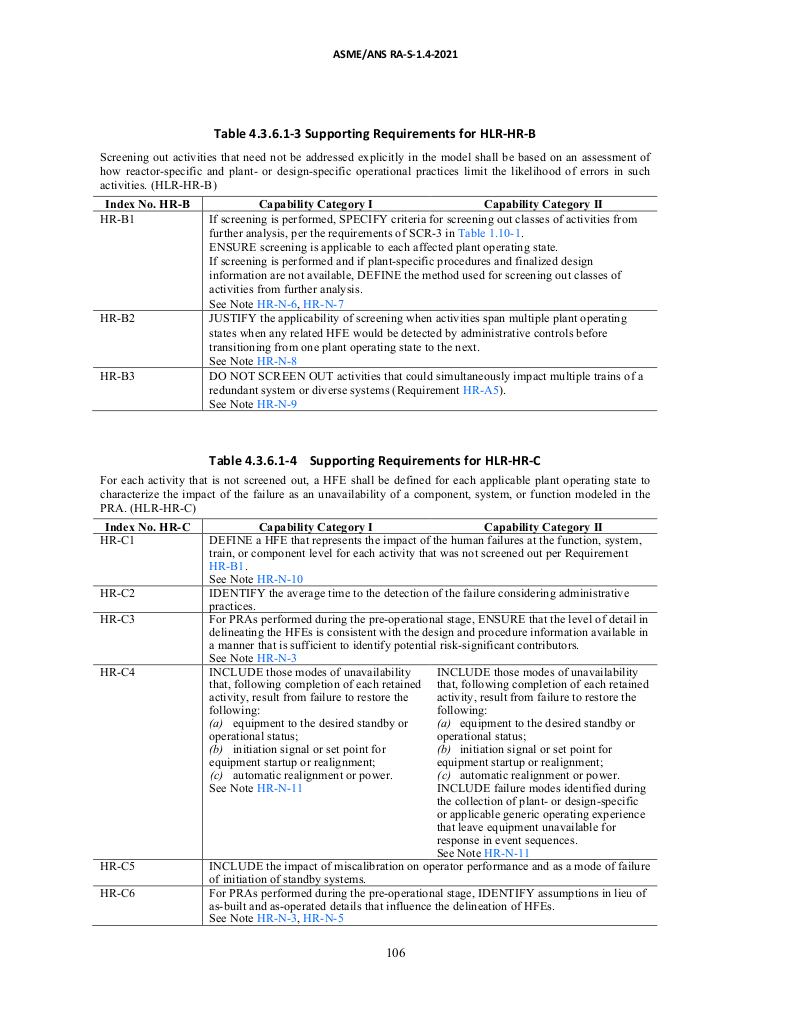 ASME/ANS RA-S-1.4-2021
Table 4.3.6.1-3 Supporting Requirements for HLR-HR-B
Screening out activities that need not be addressed explicitly in the model shall be based on an assessment of
how reactor-specific and plant- or design-specific operational practices limit the likelihood of errors in such
activities. (HLR-HR-B)
Index No. HR-B Capability Category I Capability Category II
HR-B1 If screening is performed, SPECIFY criteria for screening out classes of activities from
further analysis, per the requirements of SCR-3 in Table 1.10-1.
ENSURE screening is applicable to each affected plant operating state.
If screening is performed and if plant-specific procedures and finalized design
information are not available, DEFINE the method used for screening out classes of
activities from further analysis.
See Note HR-N-6, HR-N-7
HR-B2 JUSTIFY the applicability of screening when activities span multiple plant operating
states when any related HFE would be detected by administrative controls before
transitioning from one plant operating state to the next.
See Note HR-N-8
HR-B3 DO NOT SCREEN OUT activities that could simultaneously impact multiple trains of a
redundant system or diverse systems (Requirement HR-A5).
See Note HR-N-9
Table 4.3.6.1-4 Supporting Requirements for HLR-HR-C
For each activity that is not screened out, a HFE shall be defined for each applicable plant operating state to
characterize the impact of the failure as an unavailability of a component, system, or function modeled in the
PRA. (HLR-HR-C)
Index No. HR-C Capability Category I Capability Category II
HR-C1 DEFINE a HFE that represents the impact of the human failures at the function, system,
train, or component level for each activity that was not screened out per Requirement
HR-B1.
See Note HR-N-10
HR-C2 IDENTIFY the average time to the detection of the failure considering administrative
practices.
HR-C3 For PRAs performed during the pre-operational stage, ENSURE that the level of detail in
delineating the HFEs is consistent with the design and procedure information available in
a manner that is sufficient to identify potential risk-significant contributors.
See Note HR-N-3
HR-C4 INCLUDE those modes of unavailability
that, following completion of each retained
activity, result from failure to restore the
following:
(a) equipment to the desired standby or
operational status;
(b) initiation signal or set point for
equipment startup or realignment;
(c) automatic realignment or power.
See Note HR-N-11
INCLUDE those modes of unavailability
that, following completion of each retained
activity, result from failure to restore the
following:
(a) equipment to the desired standby or
operational status;
(b) initiation signal or set point for
equipment startup or realignment;
(c) automatic realignment or power.
INCLUDE failure modes identified during
the collection of plant- or design-specific
or applicable generic operating experience
that leave equipment unavailable for
response in event sequences.
See Note HR-N-11
HR-C5 INCLUDE the impact of miscalibration on operator performance and as a mode of failure
of initiation of standby systems.
HR-C6 For PRAs performed during the pre-operational stage, IDENTIFY assumptions in lieu of
as-built and as-operated details that influence the delineation of HFEs.
See Note HR-N-3, HR-N-5
106